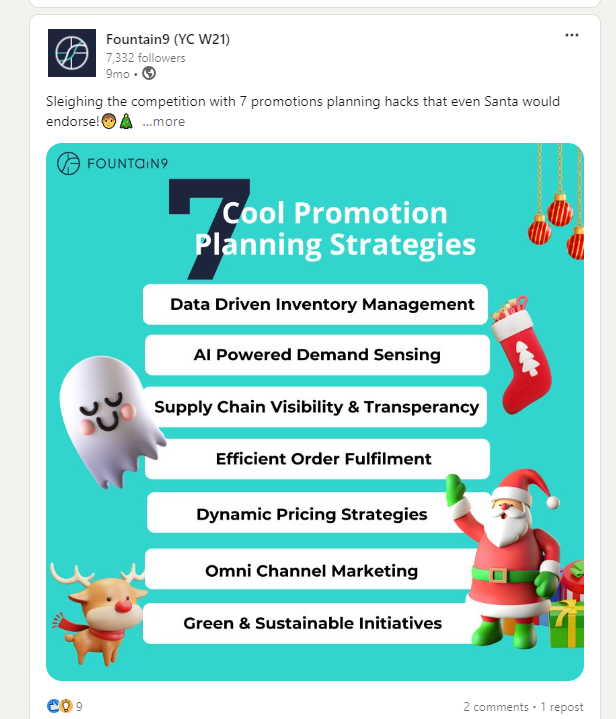 Fountain9 (YC W21)
7,332 followers
9mo •
Sleighing the competition with 7 promotions planning hacks that even Santa would
endorse!🧑🎄 ...more
FOUNTAIN9
7
Cool Promotion
Planning Strategies
Data Driven Inventory Management
AI Powered Demand Sensing
Supply Chain Visibility & Transperancy
Efficient Order Fulfilment
Dynamic Pricing Strategies
Omni Channel Marketing
Green & Sustainable Initiatives
9
2 comments • 1 repost